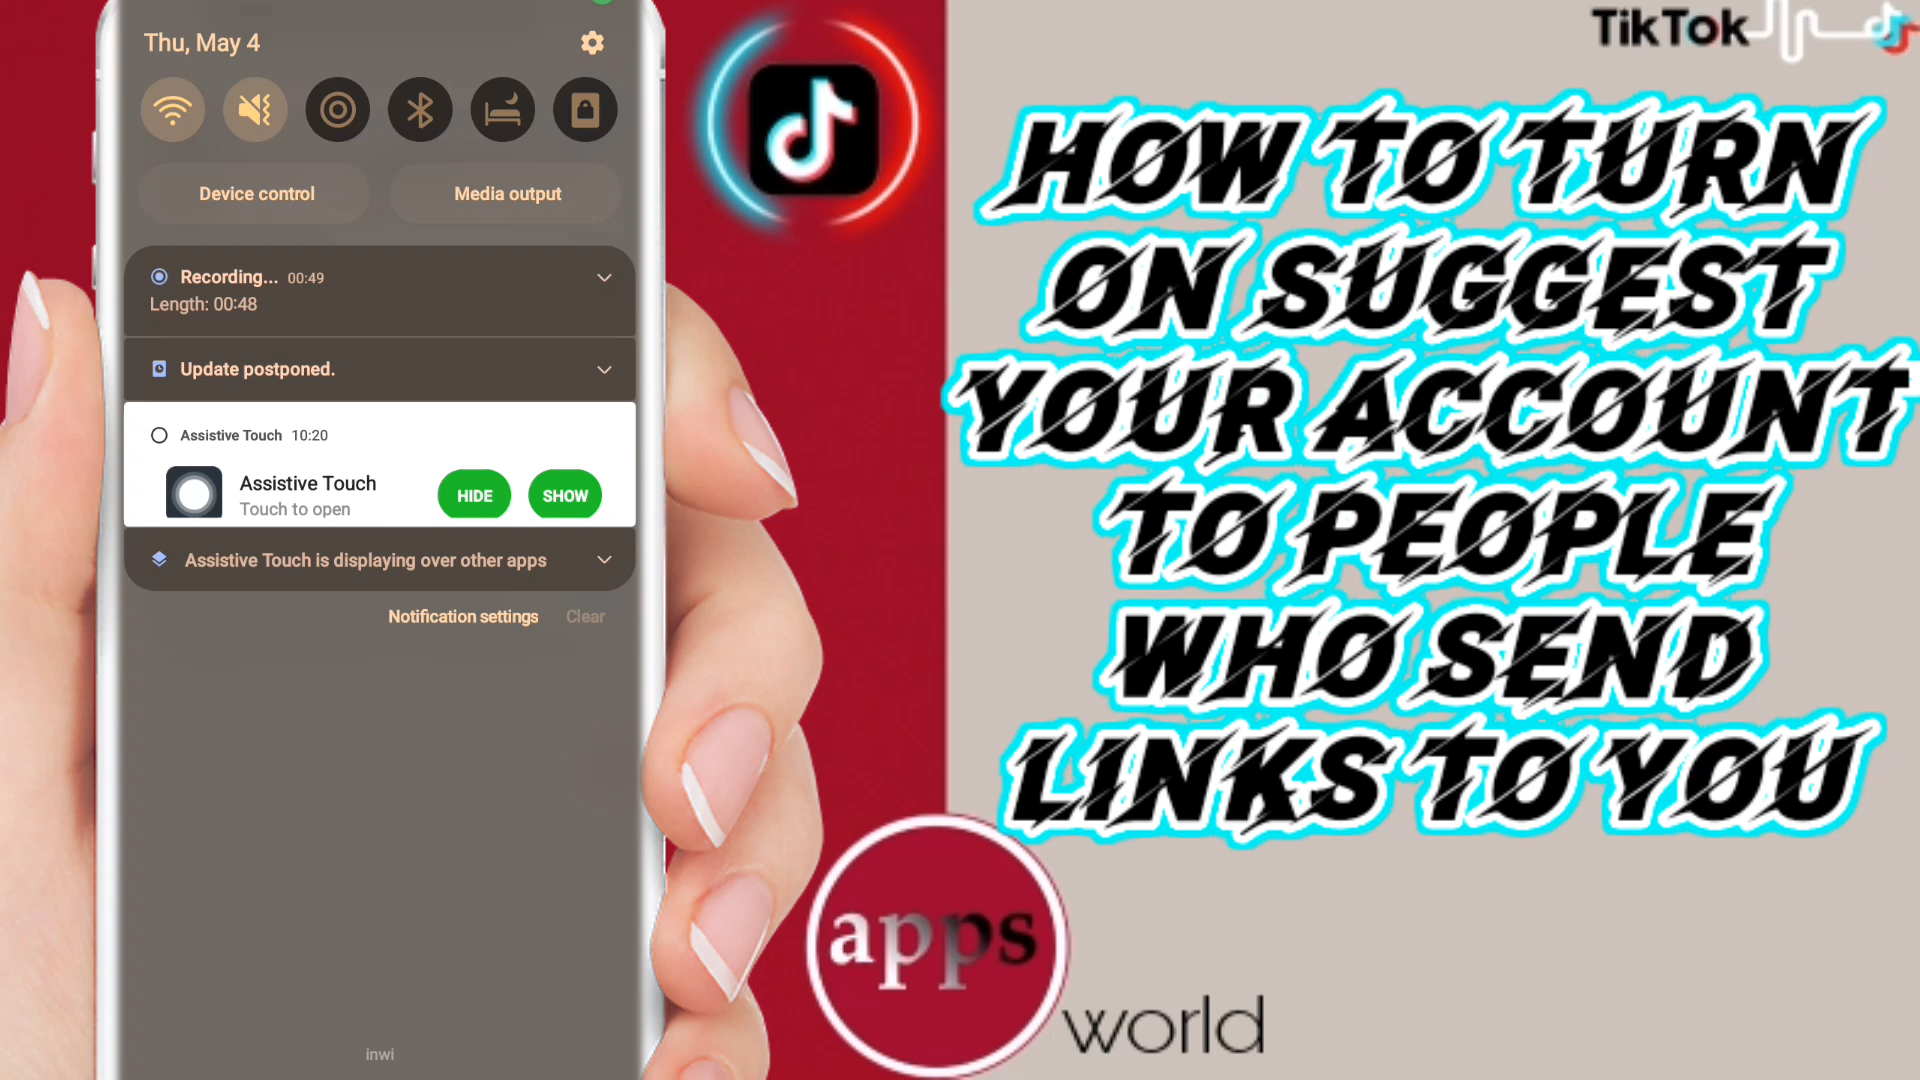 Thu, May 4
Device control
Media output
Recording... 00:49
Length: 00:48
Update postponed.
Assistive Touch 10:20
Assistive Touch
Touch to open
HIDE
SHOW
Assistive Touch is displaying over other apps
Notification settings
Clear
inwi
TikTok
HOW TO TURN
ON SUGGEST
YOUR ACCOUNT
TO PEOPLE
WHO SEND
LINKS TO YOU
apps
world